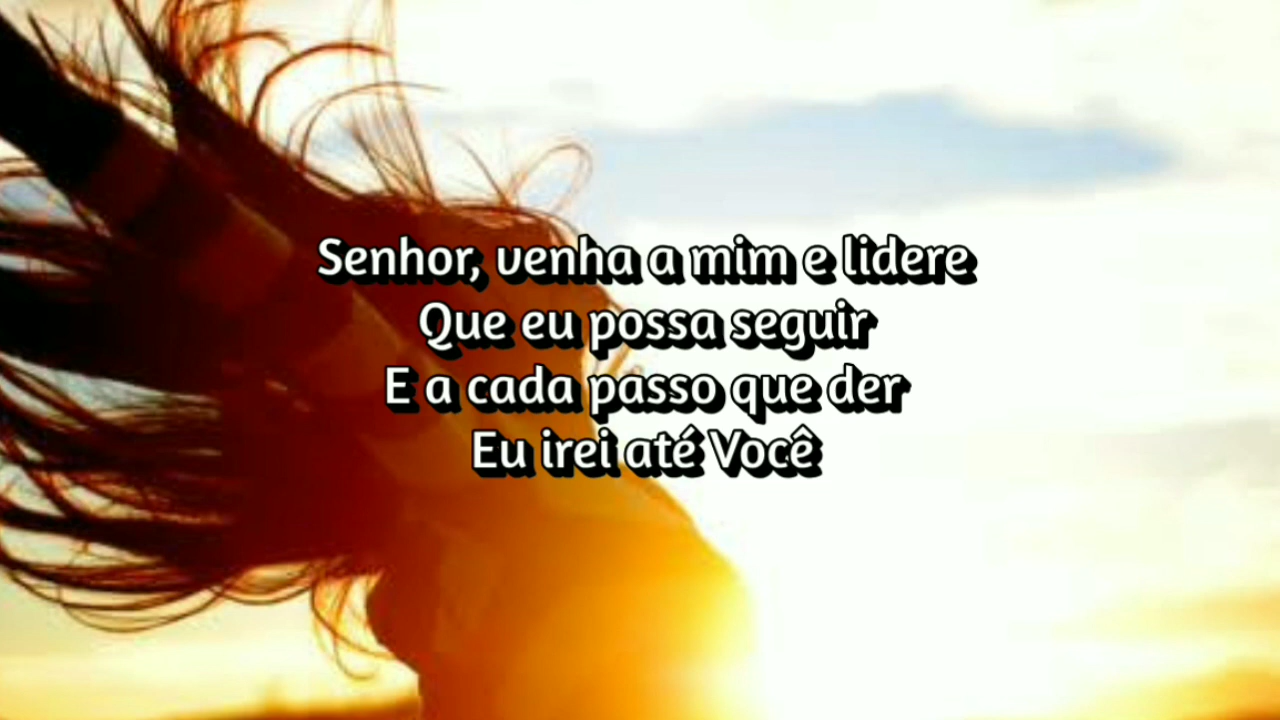 Senhor, venha a mim e lidere
Que eu possa seguir
E a cada passo que der
Eu irei até Você